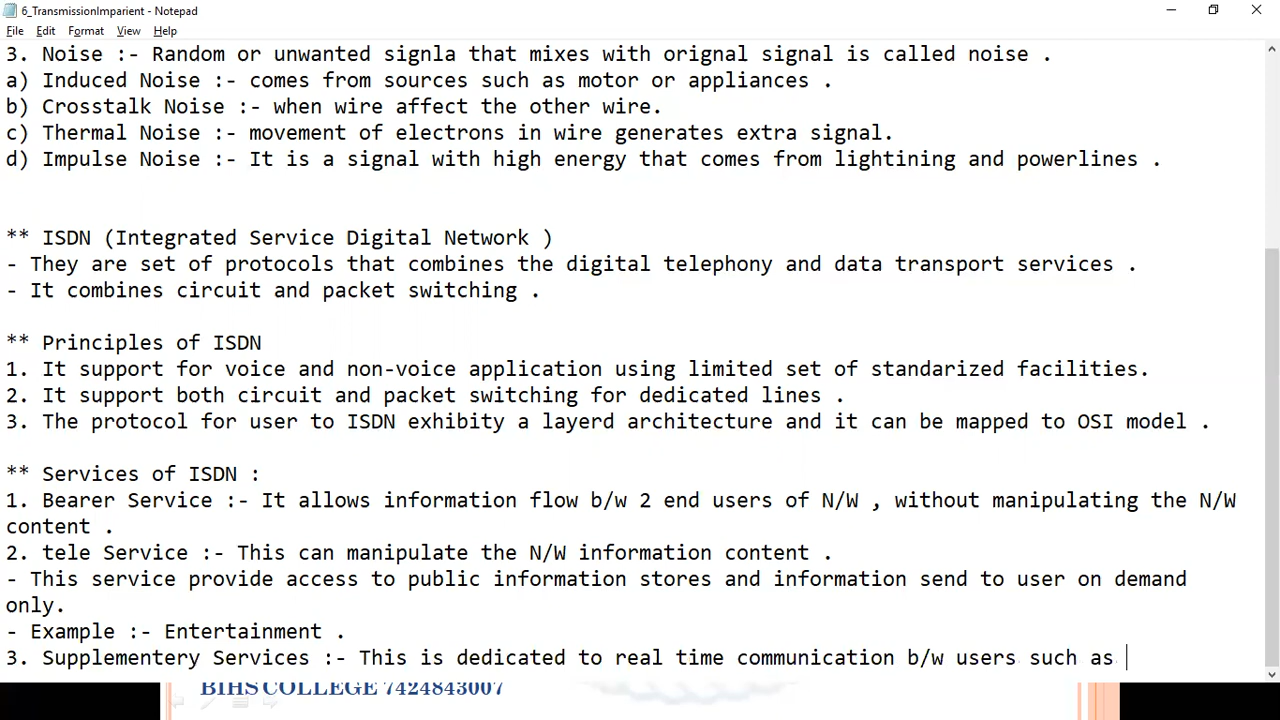 6_TransmissionImparient - Notepad
File Edit Format View Help
3. Noise :- Random or unwanted signla that mixes with orignal signal is called noise .
a) Induced Noise :- comes from sources such as motor or appliances .
b) Crosstalk Noise :- when wire affect the other wire.
c) Thermal Noise :- movement of electrons in wire generates extra signal.
d) Impulse Noise :- It is a signal with high energy that comes from lightining and powerlines .
** ISDN (Integrated Service Digital Network )
- They are set of protocols that combines the digital telephony and data transport services .
- It combines circuit and packet switching .
** Principles of ISDN
1. It support for voice and non-voice application using limited set of standarized facilities.
2. It support both circuit and packet switching for dedicated lines .
3. The protocol for user to ISDN exhibity a layerd architecture and it can be mapped to OSI model .
** Services of ISDN :
1. Bearer Service :- It allows information flow b/w 2 end users of N/W , without manipulating the N/W
content .
2. tele Service :- This can manipulate the N/W information content .
- This service provide access to public information stores and information send to user on demand
only.
- Example :- Entertainment .
3. Supplementery Services :- This is dedicated to real time communication b/w users such as
BIHS COLLEGE 7424843007